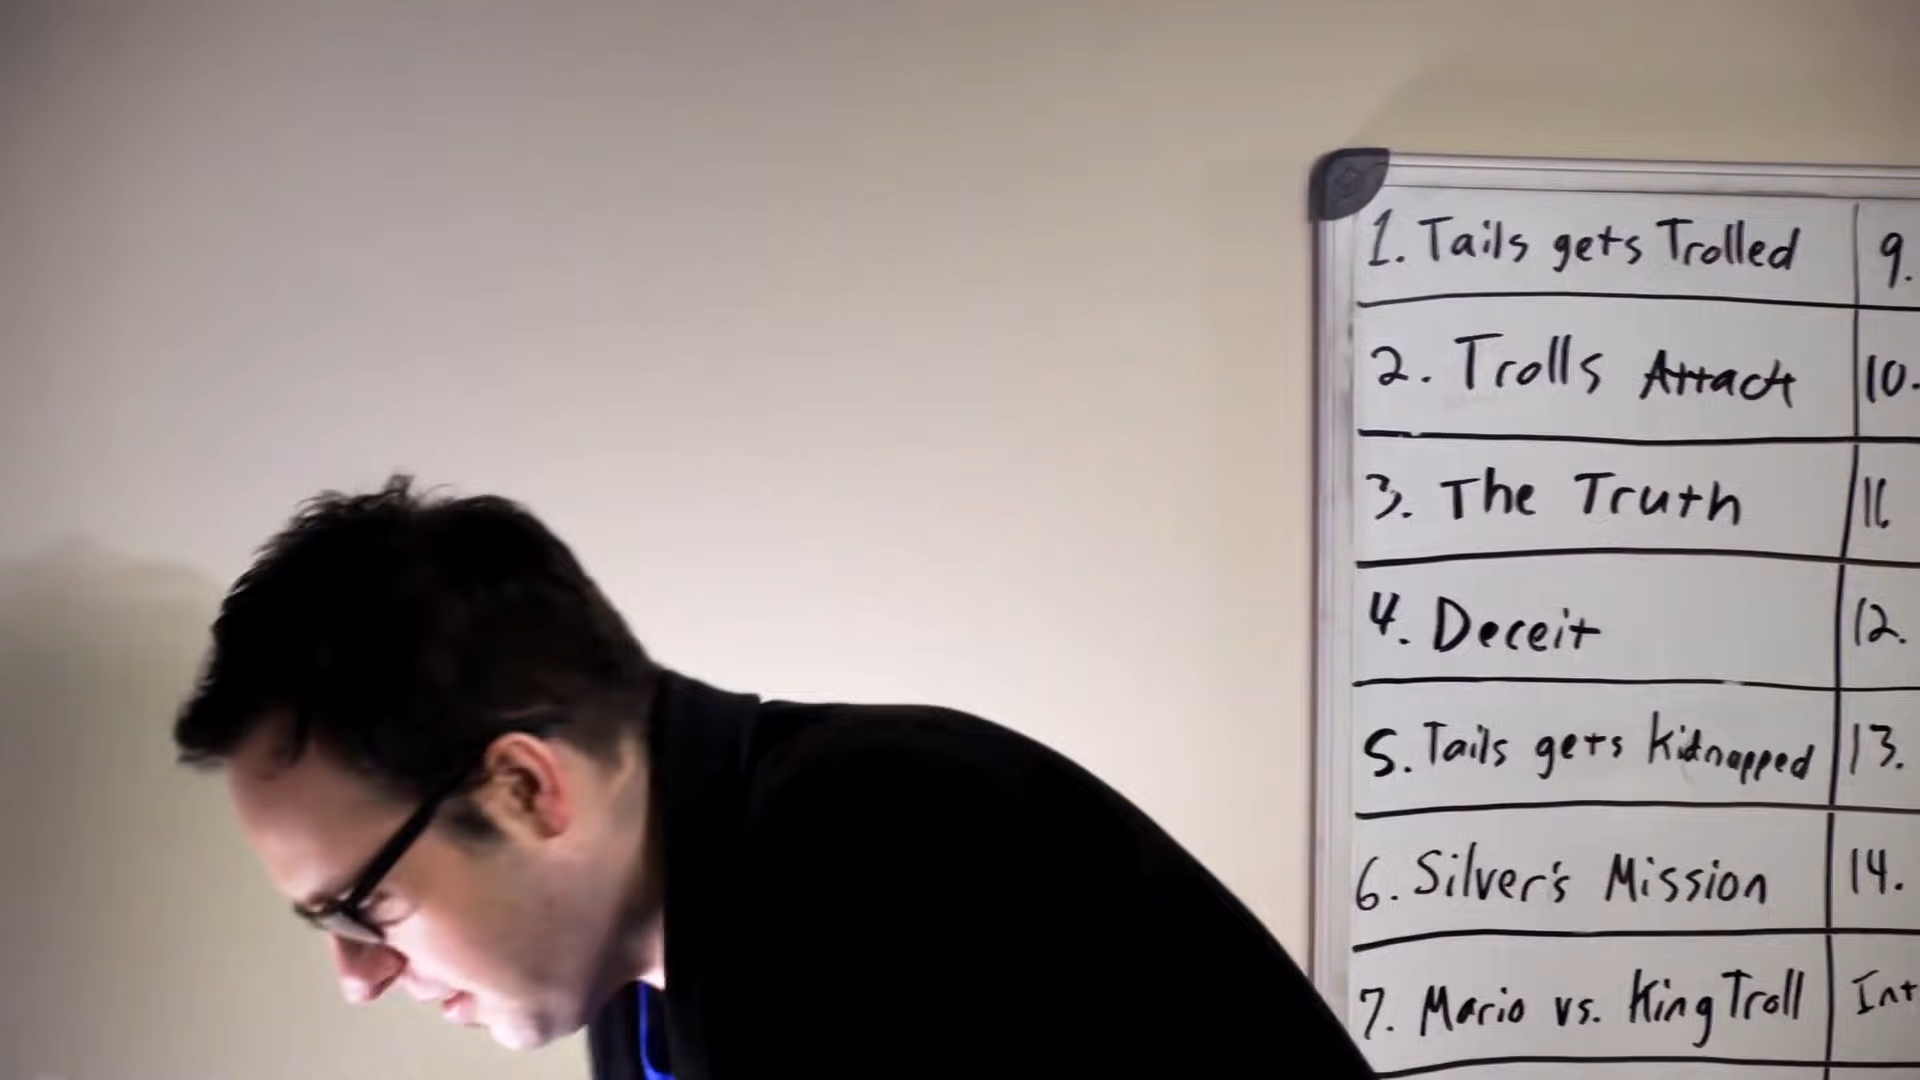 1. Tails gets Trolled
9.
2. Trolls Attack
10.
3. The Truth
11
4. Deceit
12.
5. Tails gets Kidnapped
13.
6. Silver's Mission
14.
7. Mario vs. King Troll
Int